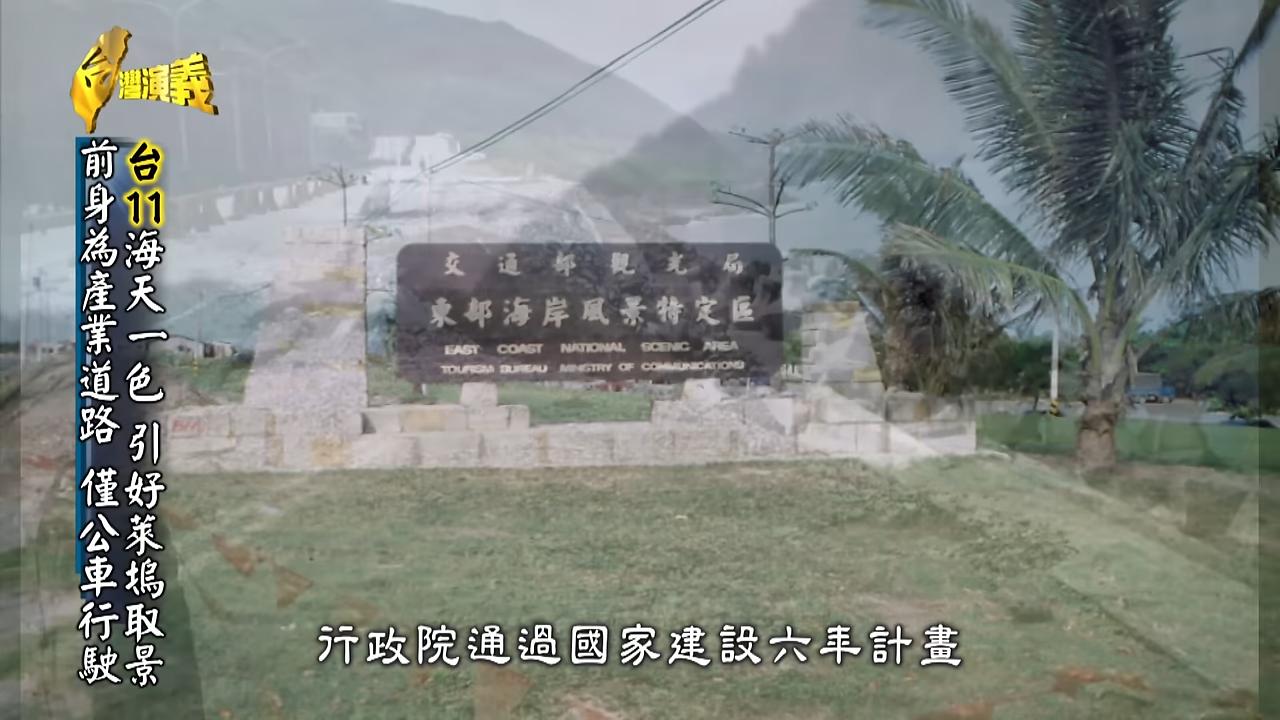 台灣演義
台11海天一色 引好萊塢取景
前身為產業道路 僅公車行駛
交通部觀光局
東部海岸風景特定區
EAST COAST NATIONAL SCENIC AREA
TOURISM BUREAU MINISTRY OF COMMUNICATIONS
行政院通過國家建設六年計畫